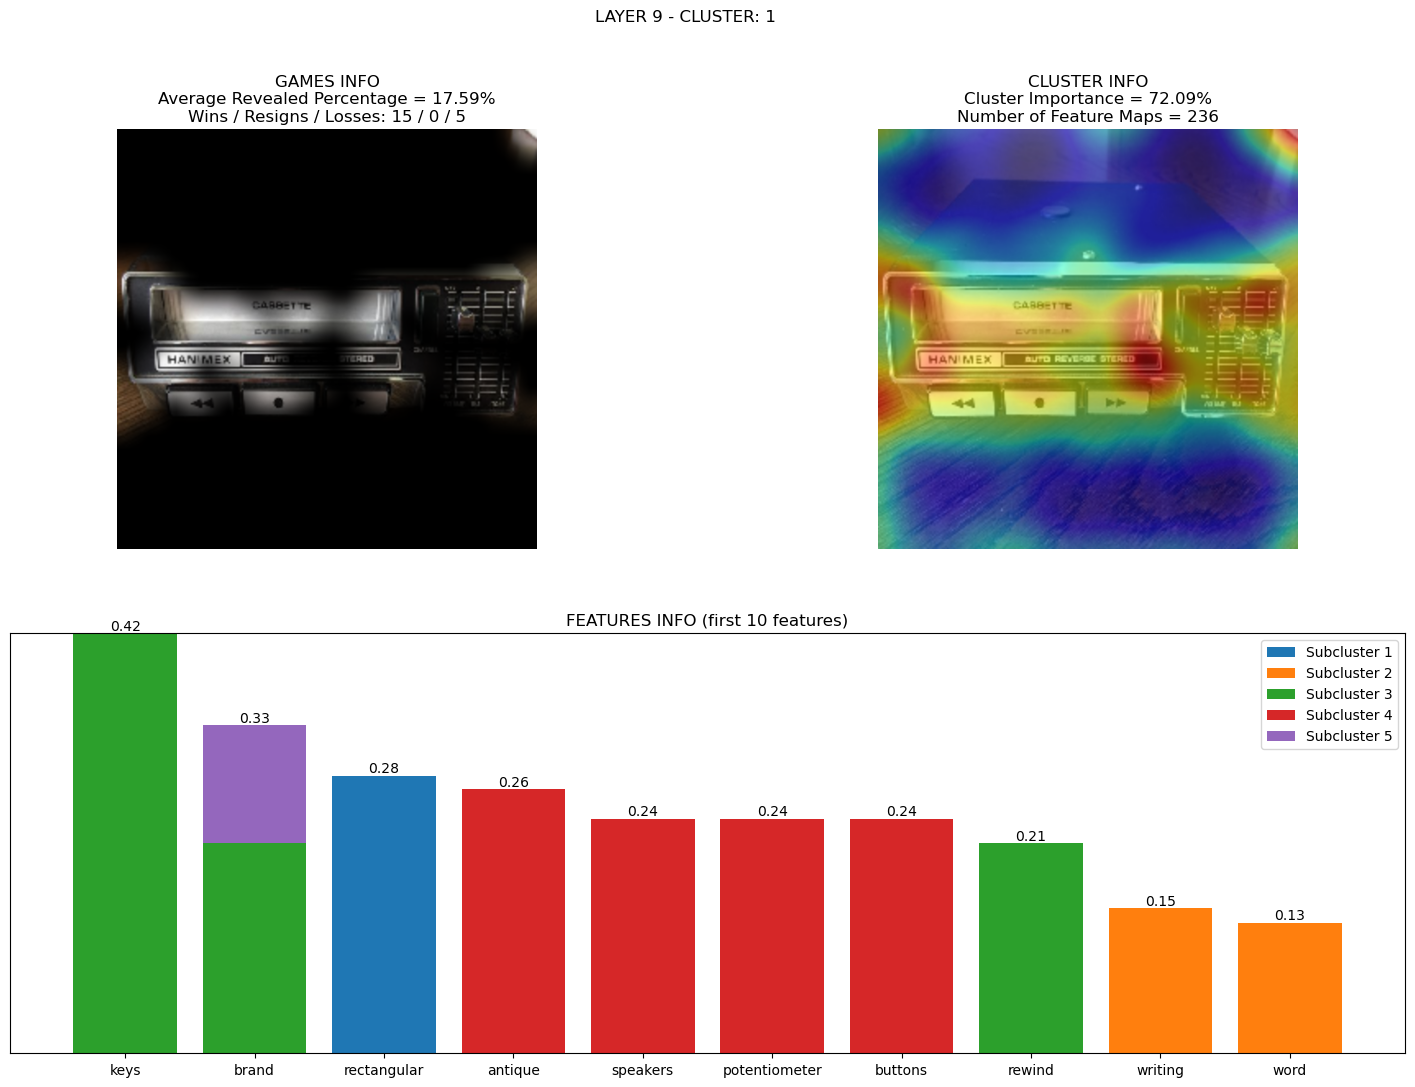 LAYER 9 - CLUSTER: 1
GAMES INFO
Average Revealed Percentage = 17.59%
Wins / Resigns / Losses: 15 / 0 / 5
CASSETTE
HANIMEX AUTO STEREO
CLUSTER INFO
Cluster Importance = 72.09%
Number of Feature Maps = 236
CASSETTE
HANIMEX AUTO REVERSE STEREO
FEATURES INFO (first 10 features)
0.42
0.33
0.28
0.26
0.24
0.24
0.24
0.21
0.15
0.13
Subcluster 1
Subcluster 2
Subcluster 3
Subcluster 4
Subcluster 5
keys brand rectangular antique speakers potentiometer buttons rewind writing word